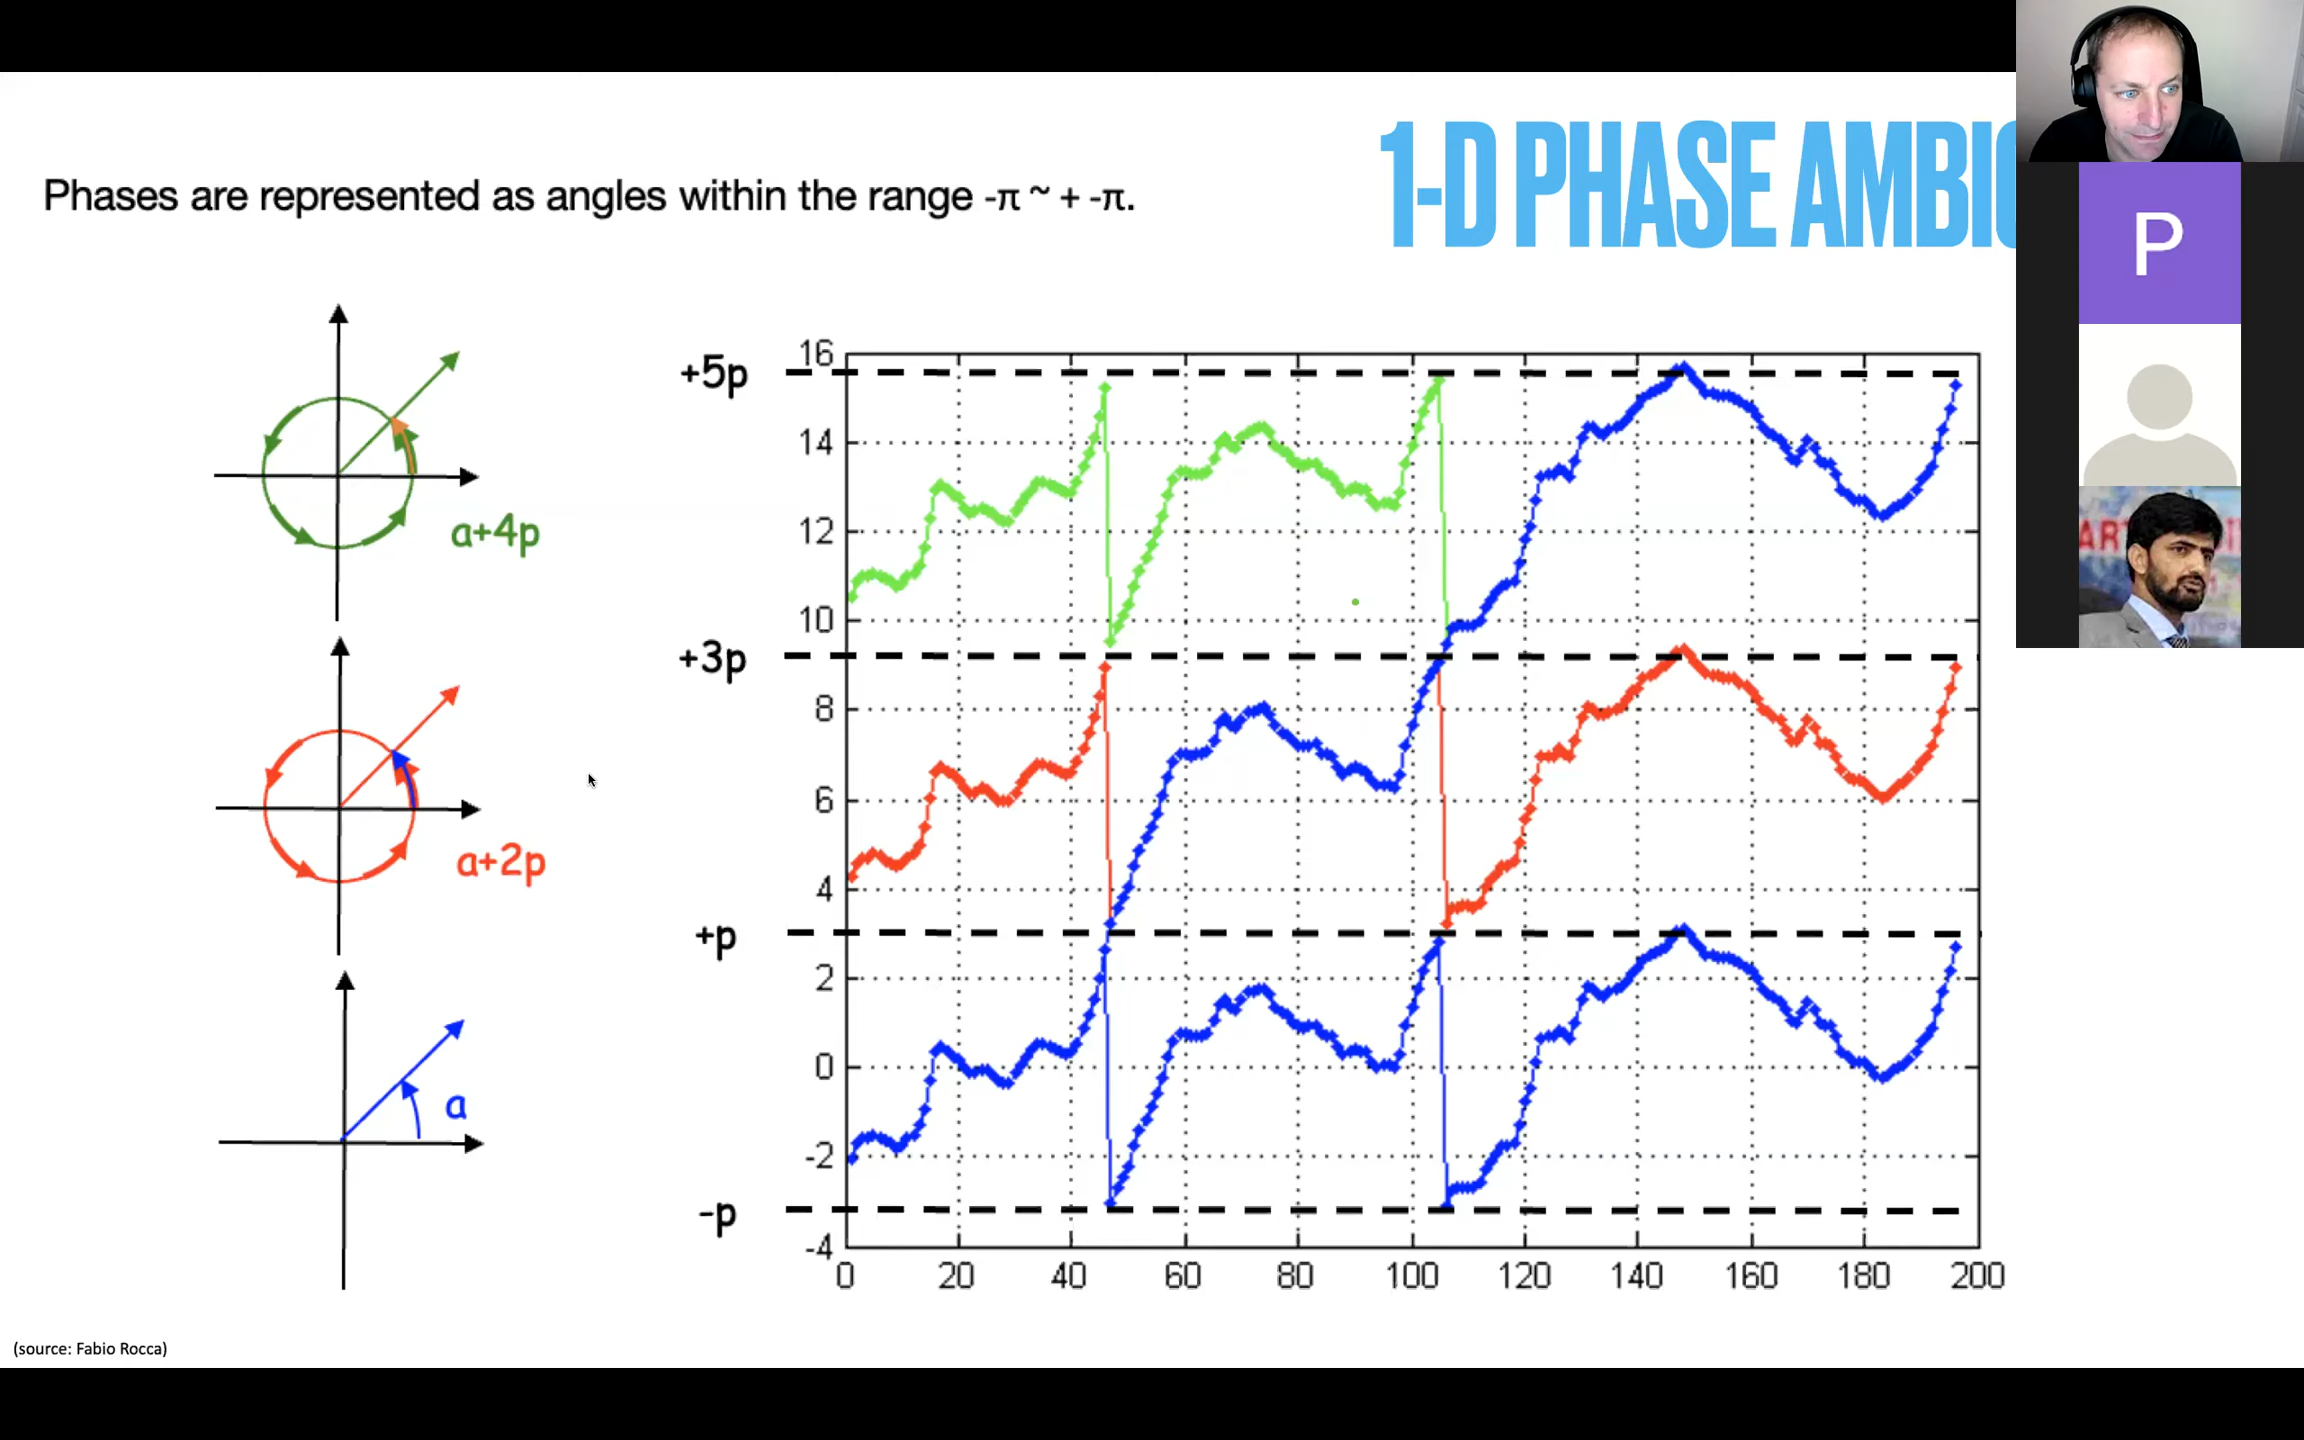 1-D PHASE AMBI
Phases are represented as angles within the range -π ~ + -π.
P
a+4p
a+2p
a
+5p
+3p
+p
-p
16
14
12
10
8
6
4
2
0
-2
-4
0 20 40 60 80 100 120 140 160 180 200
(source: Fabio Rocca)